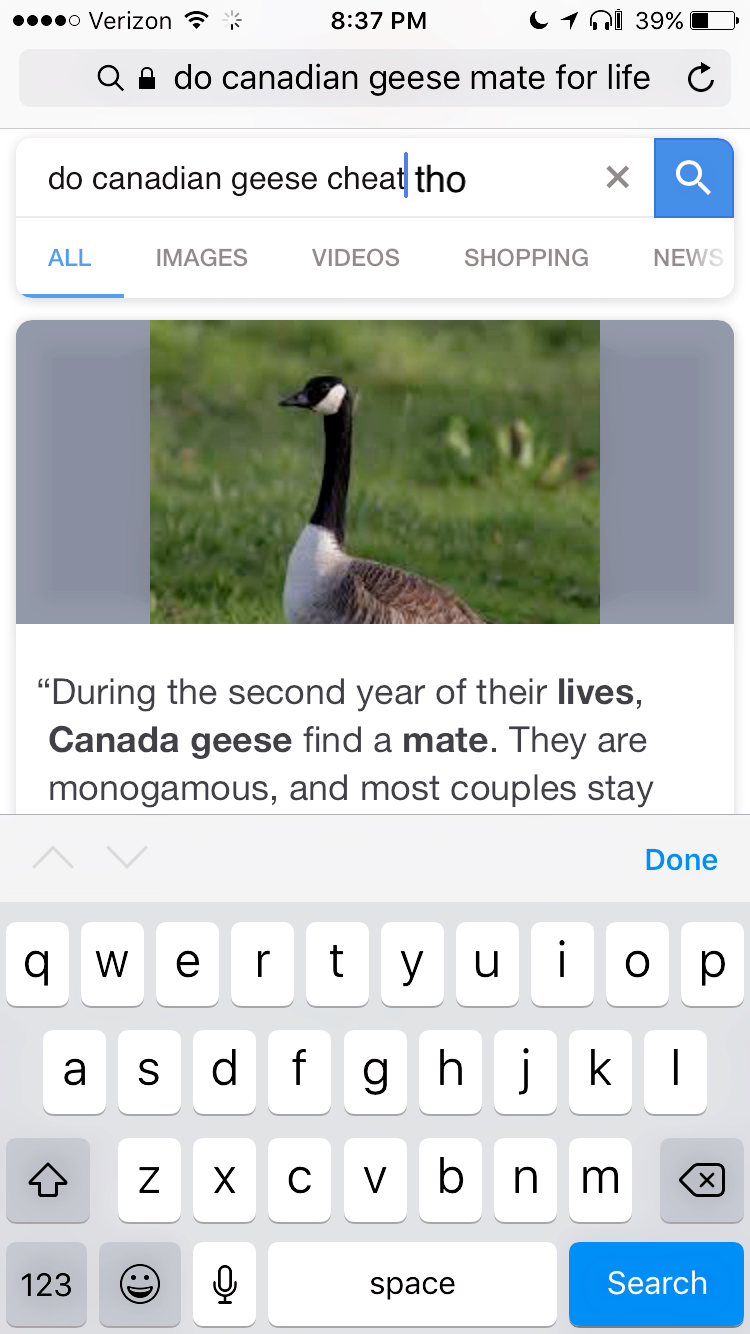 Verizon 8:37 PM 39%
do canadian geese mate for life
do canadian geese cheat tho
ALL IMAGES VIDEOS SHOPPING NEWS
“During the second year of their lives,
Canada geese find a mate. They are
monogamous, and most couples stay
Done
q w e r t y u i o p
a s d f g h j k l
z x c v b n m
123 space Search